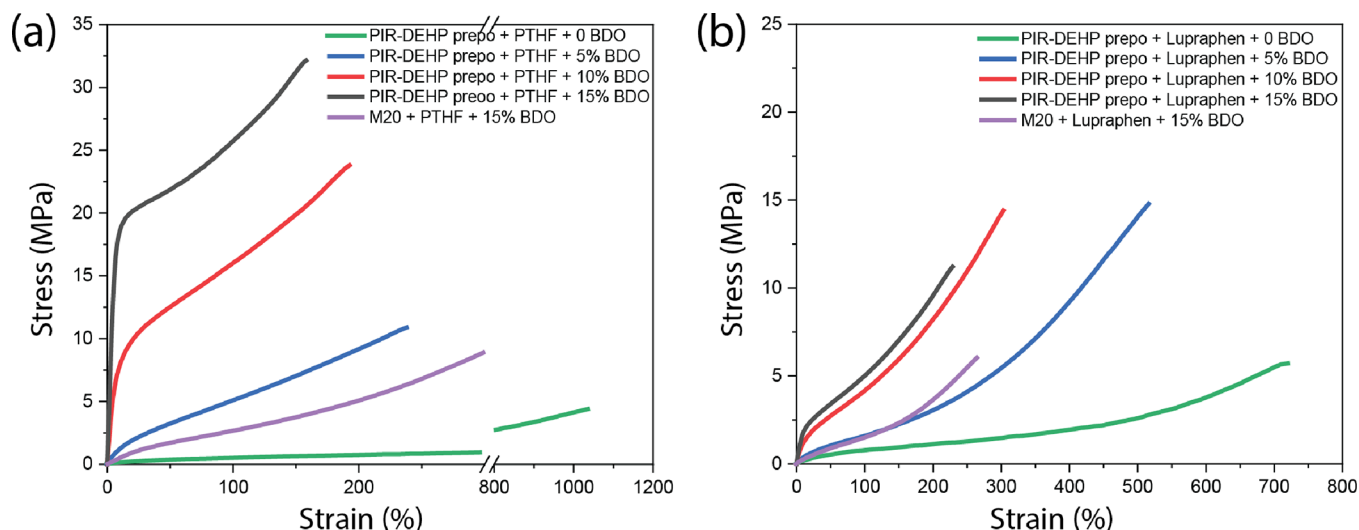 (a)
35
30
25
20
15
10
5
0
Stress (MPa)
PIR-DEHP prepo + PTHF + 0 BDO
PIR-DEHP prepo + PTHF + 5% BDO
PIR-DEHP prepo + PTHF + 10% BDO
PIR-DEHP preoo + PTHF + 15% BDO
M20 + PTHF + 15% BDO
0 100 200 800 1000 1200
Strain (%)
(b)
25
20
15
10
5
0
Stress (MPa)
PIR-DEHP prepo + Lupraphen + 0 BDO
PIR-DEHP prepo + Lupraphen + 5% BDO
PIR-DEHP prepo + Lupraphen + 10% BDO
PIR-DEHP prepo + Lupraphen + 15% BDO
M20 + Lupraphen + 15% BDO
0 100 200 300 400 500 600 700 800
Strain (%)